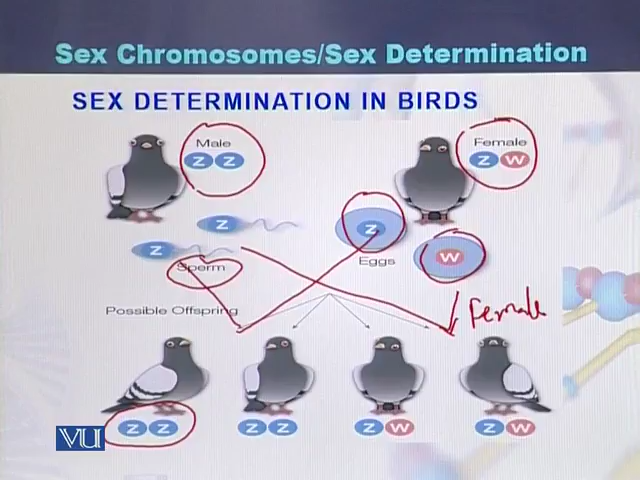 Sex Chromosomes/Sex Determination
SEX DETERMINATION IN BIRDS
Male
Z Z
Female
Z W
Z
Z
Sperm
Z
W
Eggs
Female
Possible Offspring
Z Z
Z Z
Z W
Z W
VU